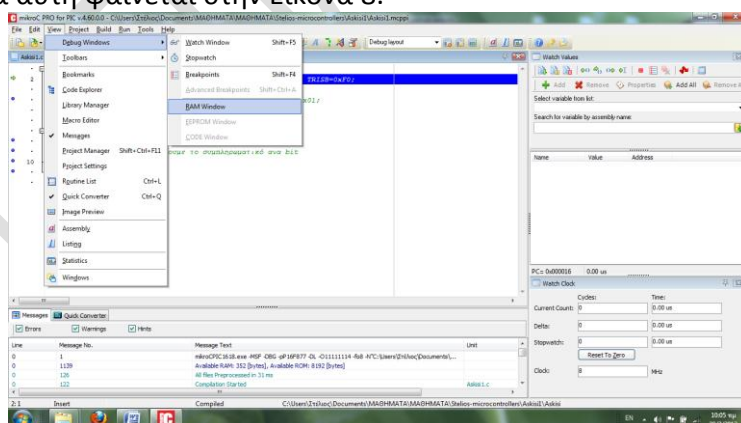 αυτή φαίνεται στην εικόνα 8.
mikroC PRO for PIC v.4.60.0.0 - C:\Users\Στέλιος\Documents\ΜΑΘΗΜΑΤΑ\ΜΑΘΗΜΑΤΑ\Stelios-microcontrollers\Askisi1\Askisi1.mcppi
File Edit View Project Build Run Tools Help
Debug layout
Debug Windows
Toolbars
Bookmarks
Code Explorer
Library Manager
Macro Editor
Messages
Project Manager Shift+Ctrl+F11
Project Settings
Routine List Ctrl+L
Quick Converter Ctrl+Q
Image Preview
Assembly
Listing
Statistics
Windows
Watch Window Shift+F5
Stopwatch
Breakpoints Shift+F4
Advanced Breakpoints Shift+Ctrl+A
RAM Window
EEPROM Window
CODE Window
TRISB=0xF0;
το συμπληρωματικό ανα bit
10
Watch Values
Add Remove Properties Add All Remove
Select variable from list:
Search for variable by assembly name:
Name Value Address
PC= 0x000016 0.00 us
Watch Clock
Cycles: Time:
Current Count: 0 0.00 us
Delta: 0 0.00 us
Stopwatch: 0 0.00 us
Reset To Zero
Clock: 8 MHz
Messages Quick Converter
Errors Warnings Hints
Line Message No. Message Text Unit
0 1 mikroCPIC1618.exe -MSF -DBG -pP16F877 -DL -O11111114 -fo8 -N"C:\Users\Στέλιος\Documents\...
0 1139 Available RAM: 352 [bytes], Available ROM: 8192 [bytes]
0 126 All files Preprocessed in 31 ms
0 122 Compilation Started Askisi1.c
2:1 Insert Compiled C:\Users\Στέλιος\Documents\ΜΑΘΗΜΑΤΑ\ΜΑΘΗΜΑΤΑ\Stelios-microcontrollers\Askisi1\Askisi1.c
EN 10:05 πμ